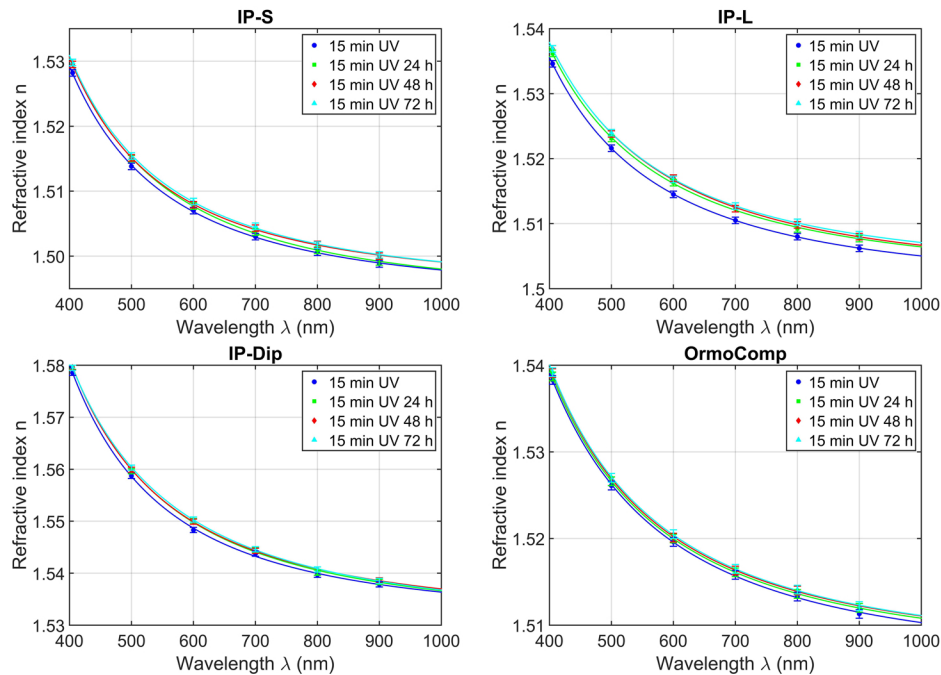 IP-S
Refractive index n
1.53
1.52
1.51
1.50
400 500 600 700 800 900 1000
Wavelength λ (nm)
15 min UV
15 min UV 24 h
15 min UV 48 h
15 min UV 72 h
IP-L
Refractive index n
1.54
1.53
1.52
1.51
1.5
400 500 600 700 800 900 1000
Wavelength λ (nm)
15 min UV
15 min UV 24 h
15 min UV 48 h
15 min UV 72 h
IP-Dip
Refractive index n
1.58
1.57
1.56
1.55
1.54
1.53
400 500 600 700 800 900 1000
Wavelength λ (nm)
15 min UV
15 min UV 24 h
15 min UV 48 h
15 min UV 72 h
OrmoComp
Refractive index n
1.54
1.53
1.52
1.51
400 500 600 700 800 900 1000
Wavelength λ (nm)
15 min UV
15 min UV 24 h
15 min UV 48 h
15 min UV 72 h